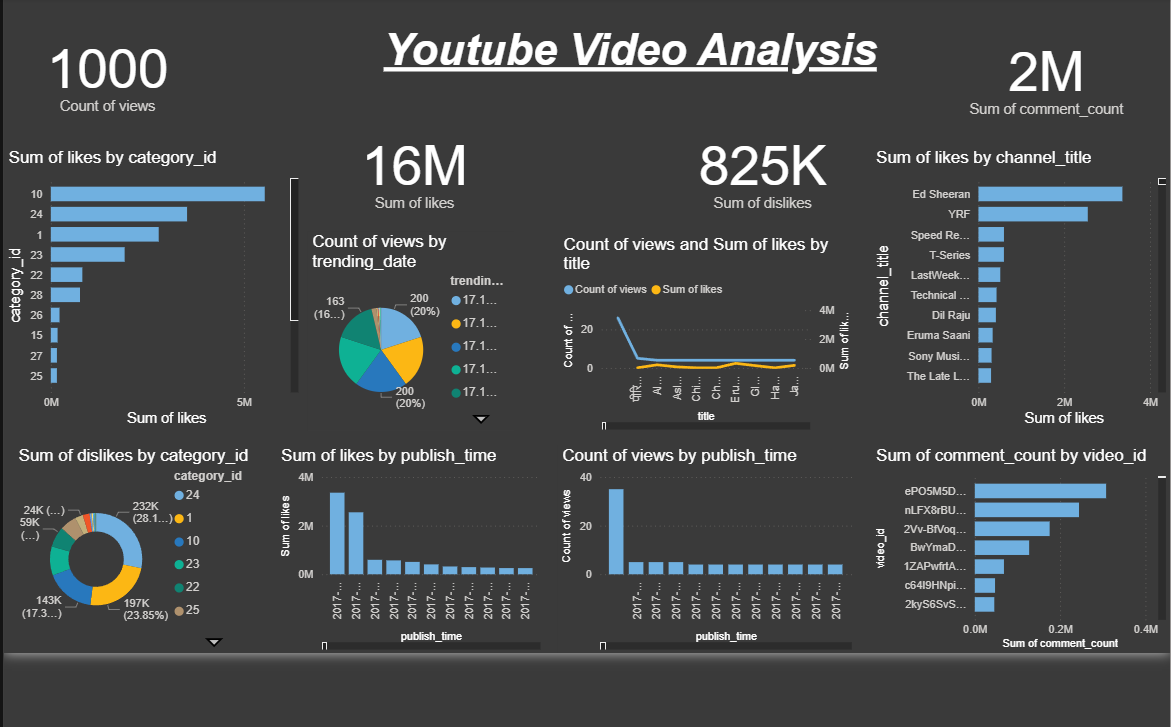 Youtube Video Analysis
1000
Count of views
2M
Sum of comment_count
16M
Sum of likes
825K
Sum of dislikes
Sum of likes by category_id
category_id
10
24
1
23
22
28
26
15
27
25
0M
5M
Sum of likes
Count of views by
trending_date
trendin...
17.1...
17.1...
17.1...
17.1...
17.1...
163
(16...)
200
(20%)
200
(20%)
Count of views and Sum of likes by
title
Count of views
Sum of likes
Count of ...
20
0
4M
2M
0M
Sum of lik...
Al...
Asl...
Chi...
Ch...
Eru...
Gi...
Ha...
Ja...
title
Sum of likes by channel_title
channel_title
Ed Sheeran
YRF
Speed Re...
T-Series
LastWeek...
Technical ...
Dil Raju
Eruma Saani
Sony Musi...
The Late L...
0M
2M
4M
Sum of likes
Sum of dislikes by category_id
category_id
24
1
10
23
22
25
24K (...)
59K
(...)
143K
(17.3...)
232K
(28.1...)
197K
(23.85%)
Sum of likes by publish_time
Sum of likes
4M
2M
0M
2017-...
2017-...
2017-...
2017-...
2017-...
2017-...
2017-...
2017-...
2017-...
2017-...
2017-...
publish_time
Count of views by publish_time
Count of views
40
20
0
2017-...
2017-...
2017-...
2017-...
2017-...
2017-...
2017-...
2017-...
2017-...
2017-...
2017-...
publish_time
Sum of comment_count by video_id
video_id
ePO5M5D...
nLFX8rBU...
2Vv-BfVoq...
BwYmaD...
1ZAPwfrtA...
c64I9HNpi...
2kyS6SvS...
0.0M
0.2M
0.4M
Sum of comment_count